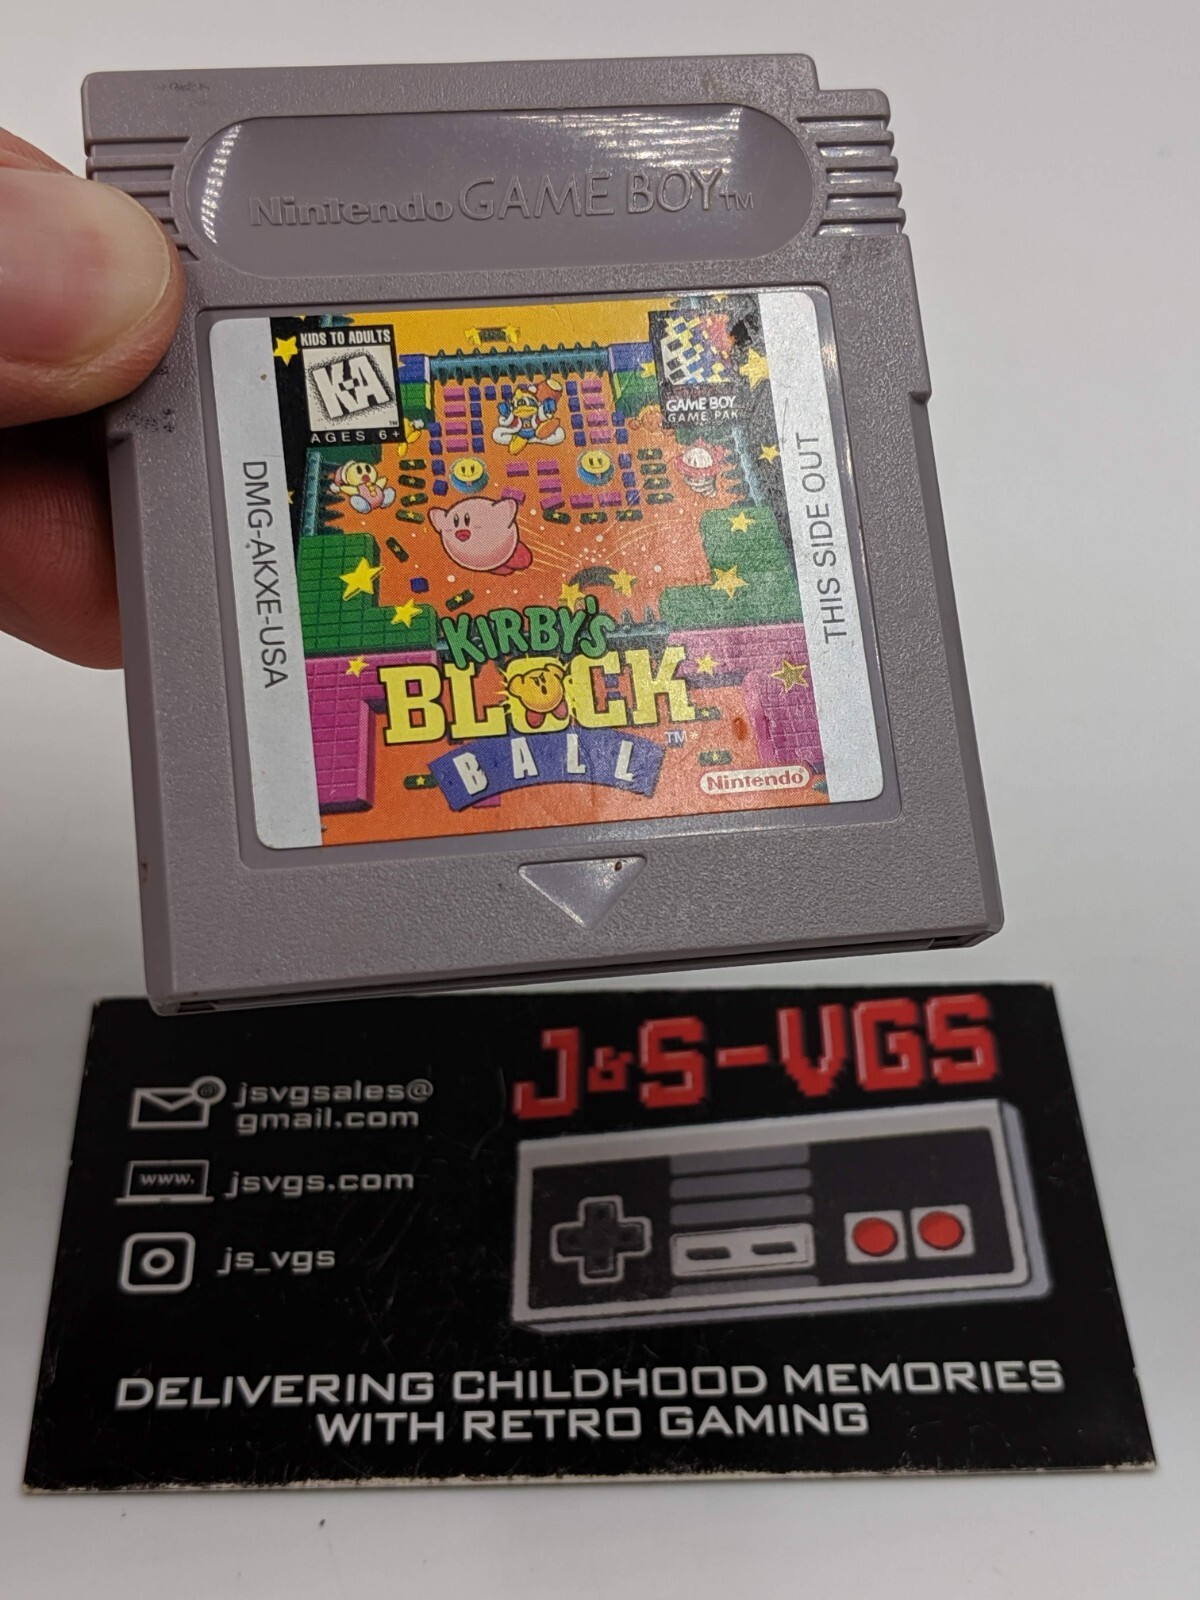 Nintendo GAME BOY™
KIDS TO ADULTS
K-A
™
AGES 6+
GAME BOY
GAME PAK
DMG-AKXE-USA
THIS SIDE OUT
KIRBY'S
BLOCK
BALL
™*
Nintendo
J&S-VGS
jsvgsales@
gmail.com
www.
jsvgs.com
js_vgs
DELIVERING CHILDHOOD MEMORIES
WITH RETRO GAMING